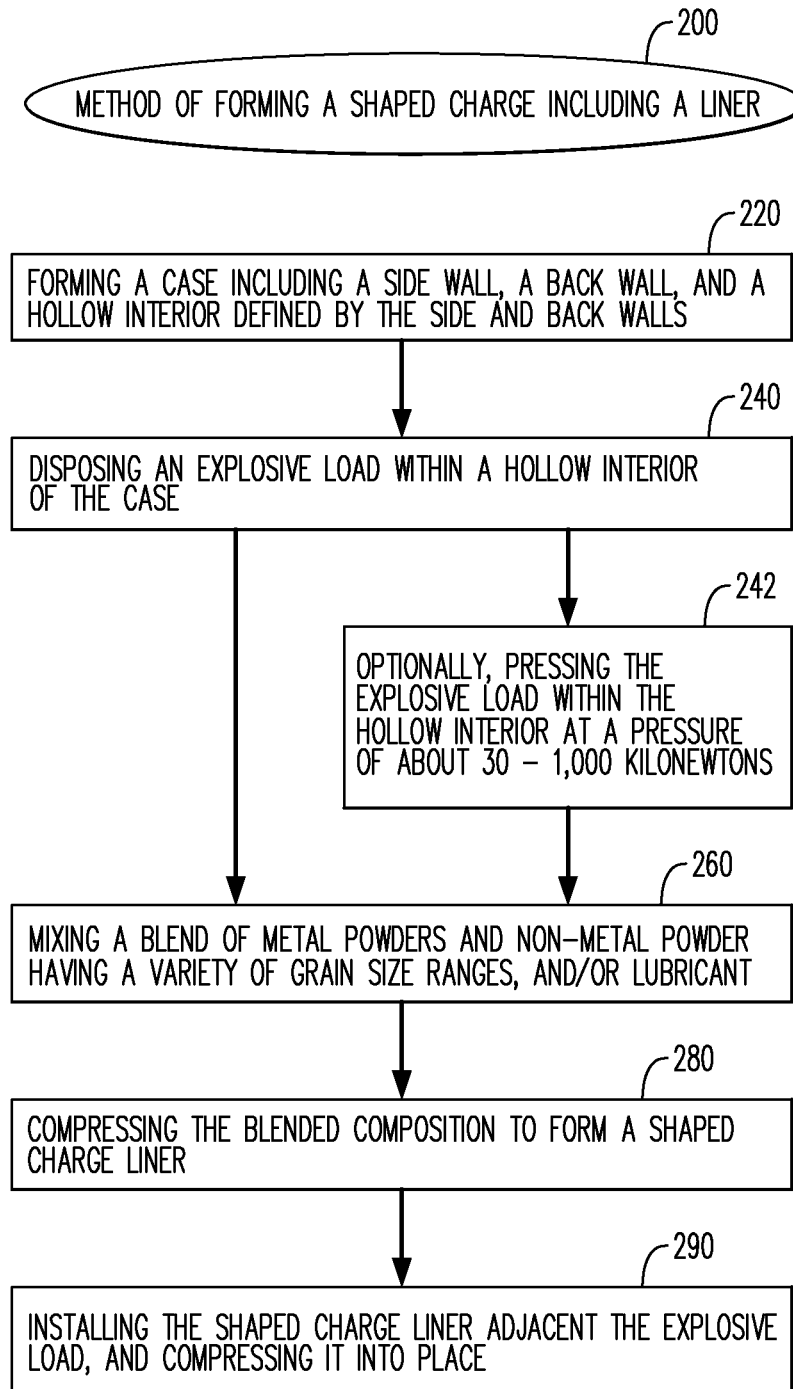 200
METHOD OF FORMING A SHAPED CHARGE INCLUDING A LINER
220
FORMING A CASE INCLUDING A SIDE WALL, A BACK WALL, AND A
HOLLOW INTERIOR DEFINED BY THE SIDE AND BACK WALLS
240
DISPOSING AN EXPLOSIVE LOAD WITHIN A HOLLOW INTERIOR
OF THE CASE
242
OPTIONALLY, PRESSING THE
EXPLOSIVE LOAD WITHIN THE
HOLLOW INTERIOR AT A PRESSURE
OF ABOUT 30 – 1,000 KILONEWTONS
260
MIXING A BLEND OF METAL POWDERS AND NON-METAL POWDER
HAVING A VARIETY OF GRAIN SIZE RANGES, AND/OR LUBRICANT
280
COMPRESSING THE BLENDED COMPOSITION TO FORM A SHAPED
CHARGE LINER
290
INSTALLING THE SHAPED CHARGE LINER ADJACENT THE EXPLOSIVE
LOAD, AND COMPRESSING IT INTO PLACE